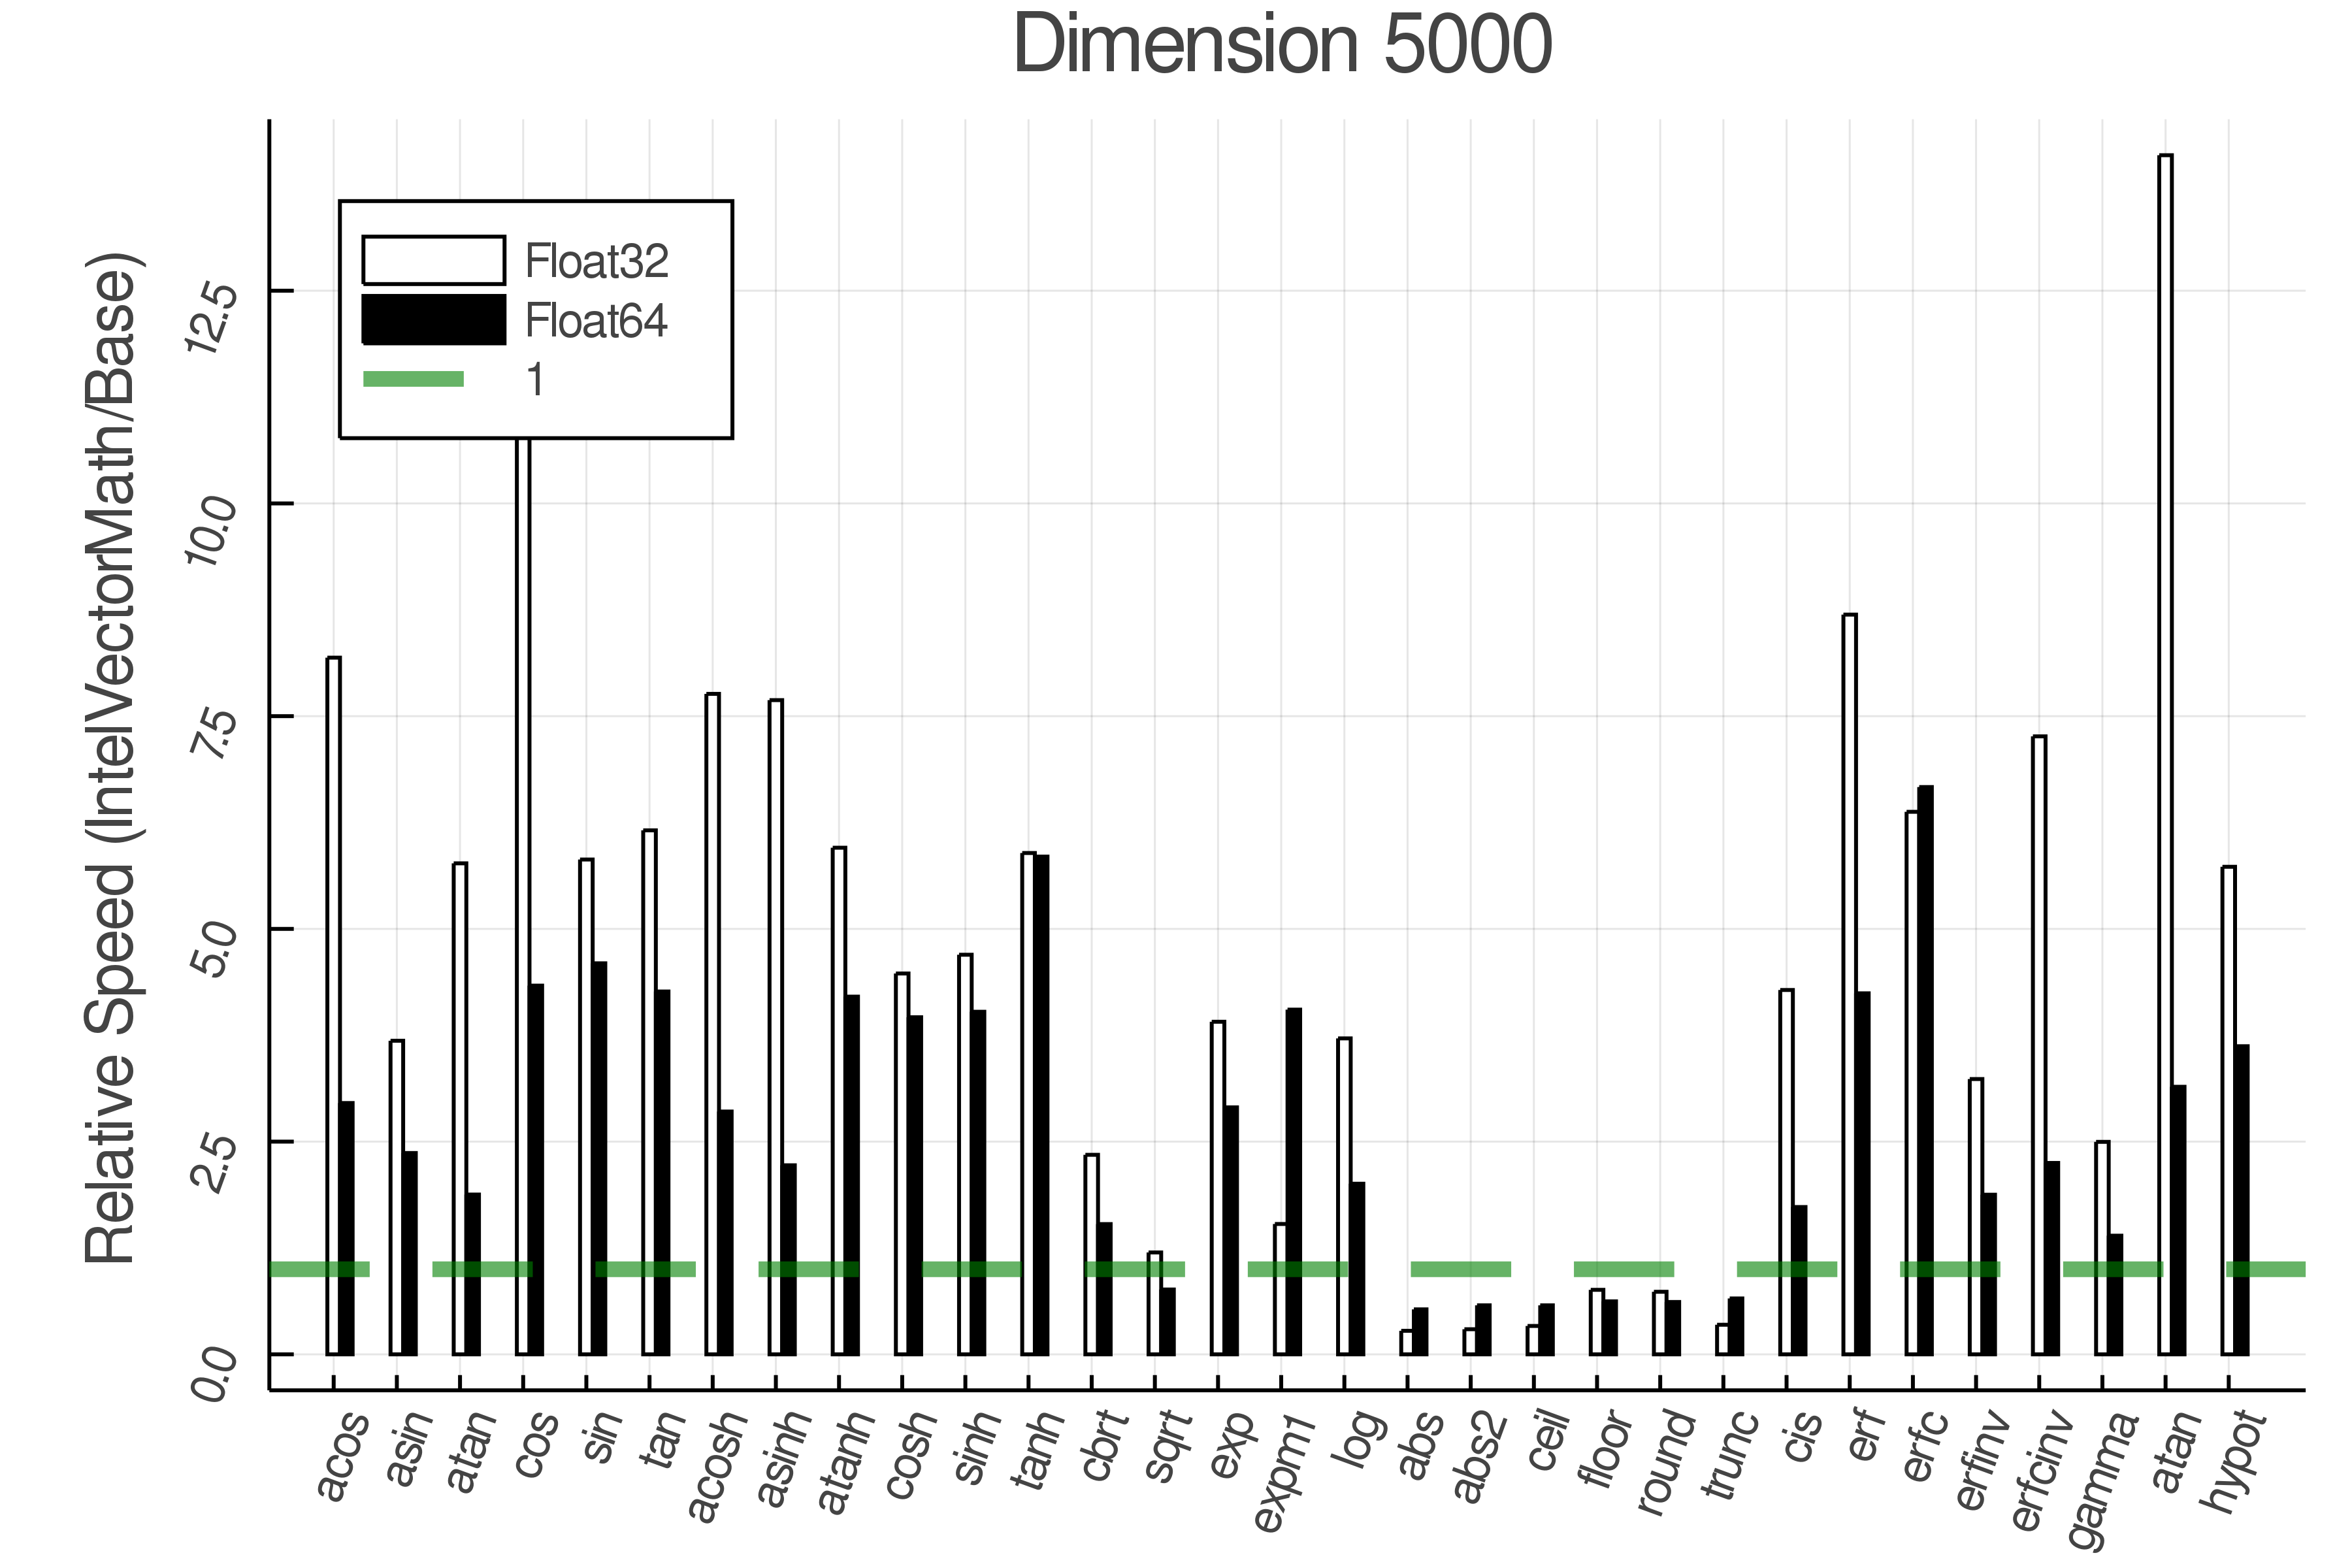 Dimension 5000
Relative Speed (IntelVectorMath/Base)
12.5
10.0
7.5
5.0
2.5
0.0
Float32
Float64
1
acos
asin
atan
cos
sin
tan
acosh
asinh
atanh
cosh
sinh
tanh
cbrt
sqrt
exp
expm1
log
abs
abs2
ceil
floor
round
trunc
cis
erf
erfc
erfinv
erfcinv
gamma
atan
hypot